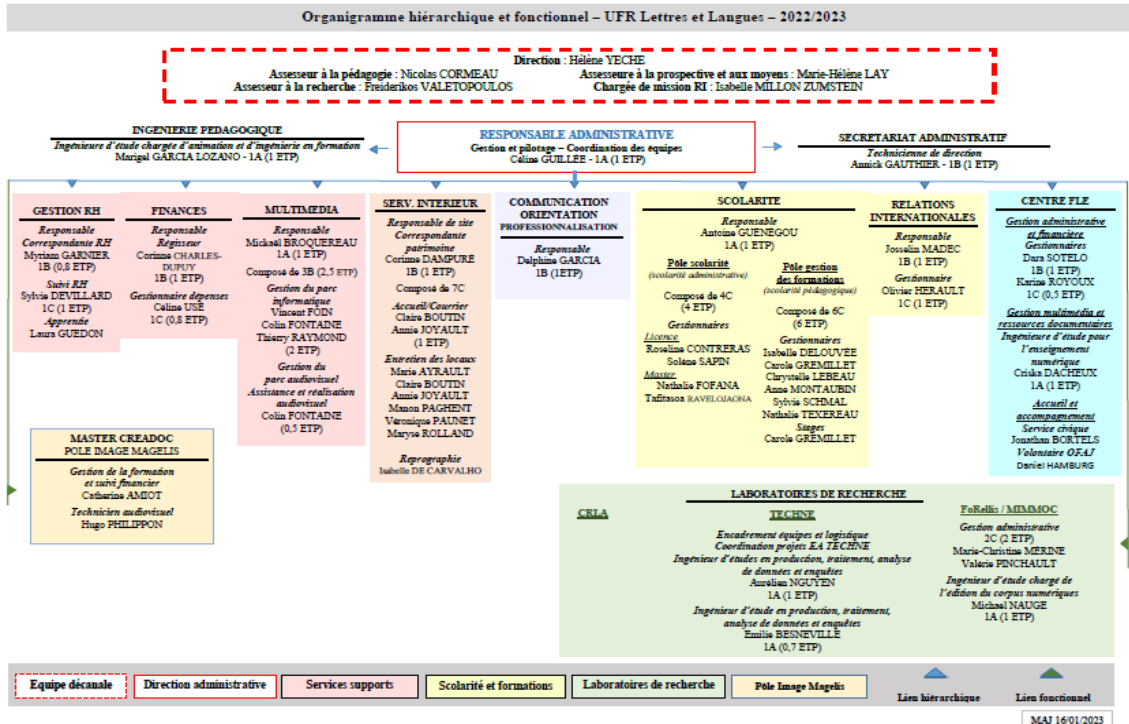 Organigramme hiérarchique et fonctionnel – UFR Lettres et Langues – 2022/2023
Direction : Hélène YECHE
Assesseur à la pédagogie : Nicolas CORMEAU
Assesseure à la prospective et aux moyens : Marie-Hélène LAY
Assesseur à la recherche : Freiderikos VALETOPOULOS
Chargée de mission RI : Isabelle MILLON ZUMSTEIN
INGENIERIE PEDAGOGIQUE
Ingénieure d'étude chargée d'animation et d'ingénierie en formation
Marigel GARCIA LOZANO - 1A (1 ETP)
RESPONSABLE ADMINISTRATIVE
Gestion et pilotage – Coordination des équipes
Céline GUILLÉE - 1A (1 ETP)
SECRETARIAT ADMINISTRATIF
Technicienne de direction
Annick GAUTHIER - 1B (1 ETP)
GESTION RH
Responsable
Correspondante RH
Myriam GARNIER
1B (0,8 ETP)
Suivi RH
Sylvie DEVILLARD
1C (1 ETP)
Apprentie
Laura GUEDON
FINANCES
Responsable
Régisseur
Corinne CHARLES-
DUPUY
1B (1 ETP)
Gestionnaire dépenses
Céline USÉ
1C (0,8 ETP)
MULTIMEDIA
Responsable
Mickaël BROQUEREAU
1A (1 ETP)
Composé de 3B (2,5 ETP)
Gestion du parc
informatique
Vincent FOIN
Colin FONTAINE
Thierry RAYMOND
(2 ETP)
Gestion du
parc audiovisuel
Assistance et réalisation
audiovisuel
Colin FONTAINE
(0,5 ETP)
SERV. INTERIEUR
Responsable de site
Correspondante
patrimoine
Corinne DAMPURÉ
1B (1 ETP)
Composé de 7C
Accueil/Courrier
Claire BOUTIN
Annie JOYAULT
(1 ETP)
Entretien des locaux
Marie AYRAULT
Claire BOUTIN
Annie JOYAULT
Manon PAGHENT
Véronique PAUNET
Maryse ROLLAND
Reprographie
Isabelle DE CARVALHO
COMMUNICATION
ORIENTATION
PROFESSIONNALISATION
Responsable
Delphine GARCIA
1B (1ETP)
SCOLARITE
Responsable
Antoine GUENÉGOU
1A (1 ETP)
Pôle scolarité
(scolarité administrative)
Composé de 4C
(4 ETP)
Gestionnaires
Licence
Roseline CONTRERAS
Solène SAPIN
Master
Nathalie FOFANA
Tafitasoa RAVELOJAONA
Pôle gestion
des formations
(scolarité pédagogique)
Composé de 6C
(6 ETP)
Gestionnaires
Isabelle DELOUVÉE
Carole GREMILLET
Chrystelle LEBEAU
Anne MONTAUBIN
Sylvie SCHMAL
Nathalie TEXEREAU
Stages
Carole GREMILLET
RELATIONS
INTERNATIONALES
Responsable
Josselin MADEC
1B (1 ETP)
Gestionnaire
Olivier HERAULT
1C (1 ETP)
CENTRE FLE
Gestion administrative
et financière
Gestionnaires
Dara SOTELO
1B (1 ETP)
Karine ROYOUX
1C (0,5 ETP)
Gestion multimédia et
ressources documentaires
Ingénieure d'étude pour
l'enseignement
numérique
Criska DACHEUX
1A (1 ETP)
Accueil et
accompagnement
Service civique
Jonathan BORTELS
Volontaire OFAJ
Daniel HAMBURG
MASTER CREADOC
POLE IMAGE MAGELIS
Gestion de la formation
et suivi financier
Catherine AMIOT
Technicien audiovisuel
Hugo PHILIPPON
LABORATOIRES DE RECHERCHE
CRLA
TECHNE
Encadrement équipes et logistique
Coordination projets EA TECHNE
Ingénieur d'études en production, traitement, analyse
de données et enquêtes
Aurélien NGUYEN
1A (1 ETP)
Ingénieur d'étude en production, traitement,
analyse de données et enquêtes
Emilie BESNEVILLE
1A (0,7 ETP)
FoRellis / MIMMOC
Gestion administrative
2C (2 ETP)
Marie-Christine MÉRINE
Valérie PINCHAULT
Ingénieur d'étude chargé de
l'édition du corpus numériques
Michael NAUGE
1A (1 ETP)
Equipe décanale
Direction administrative
Services supports
Scolarité et formations
Laboratoires de recherche
Pôle Image Magelis
Lien hiérarchique
Lien fonctionnel
MAJ 16/01/2023